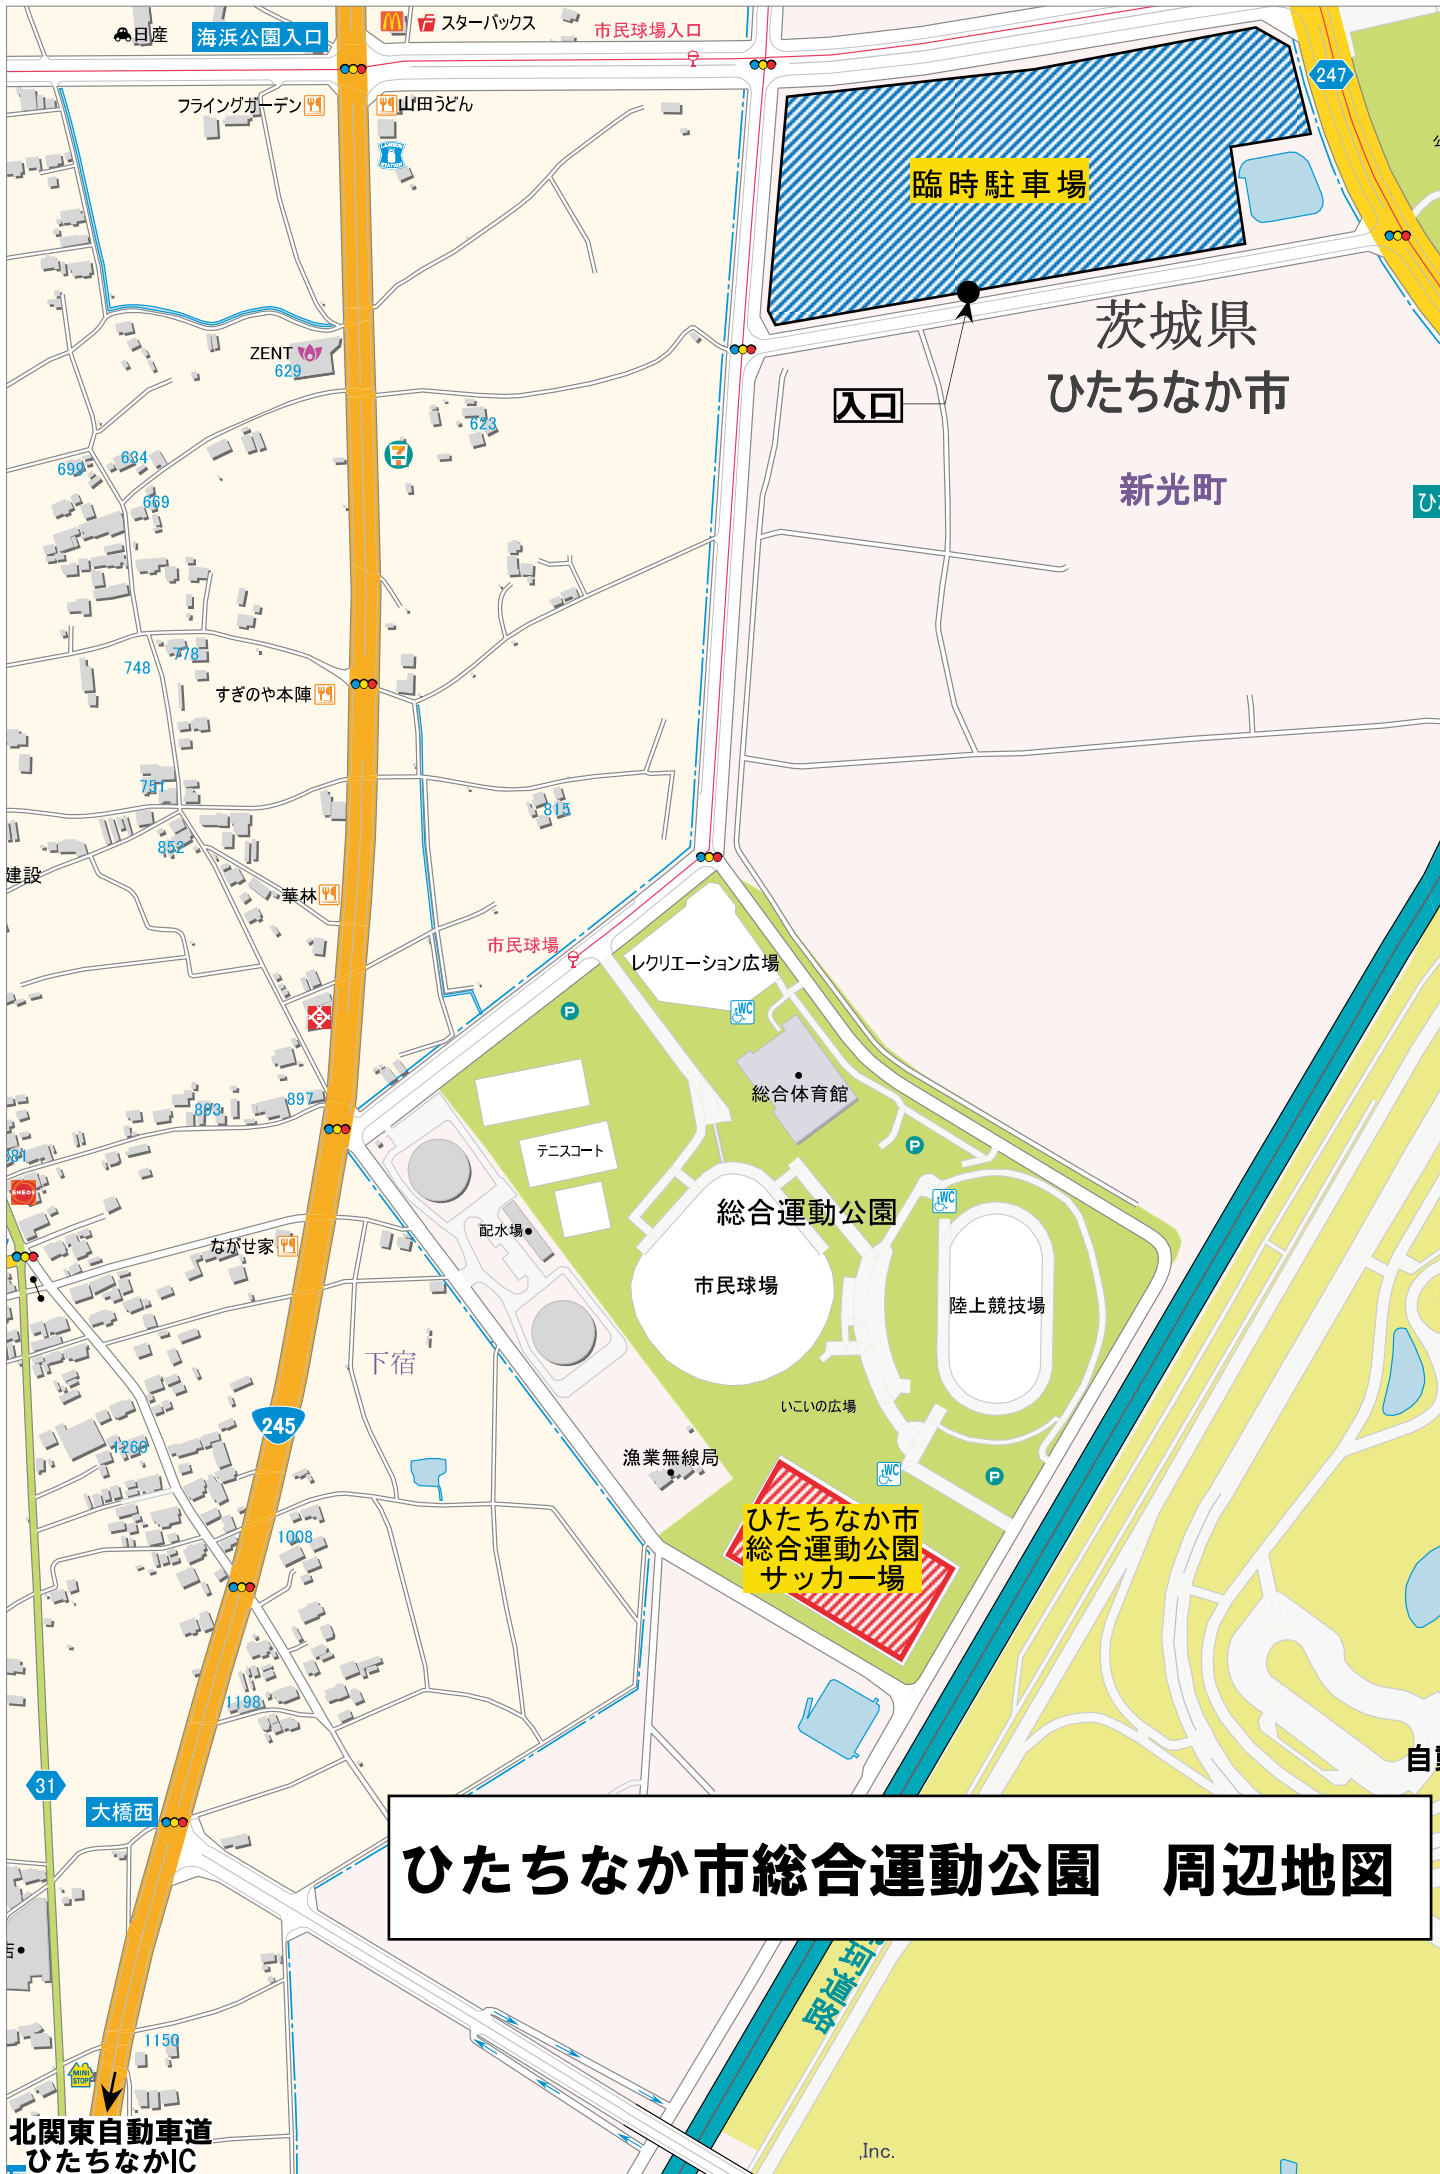 日産
海浜公園入口
スターバックス
市民球場入口
247
フライングガーデン
山田うどん
臨時駐車場
茨城県
ひたちなか市
入口
ZENT
629
623
699
634
669
新光町
748
778
すぎのや本陣
751
815
852
建設
華林
市民球場
レクリエーション広場
P
WC
総合体育館
893
897
P
テニスコート
ENEOS
WC
総合運動公園
配水場
ながせ家
市民球場
陸上競技場
下宿
いこいの広場
245
1260
漁業無線局
WC
P
ひたちなか市
総合運動公園
サッカー場
1008
1198
31
大橋西
ひたちなか市総合運動公園 周辺地図
珂道路
1150
MINI
STOP
北関東自動車道
ひたちなかIC
,Inc.